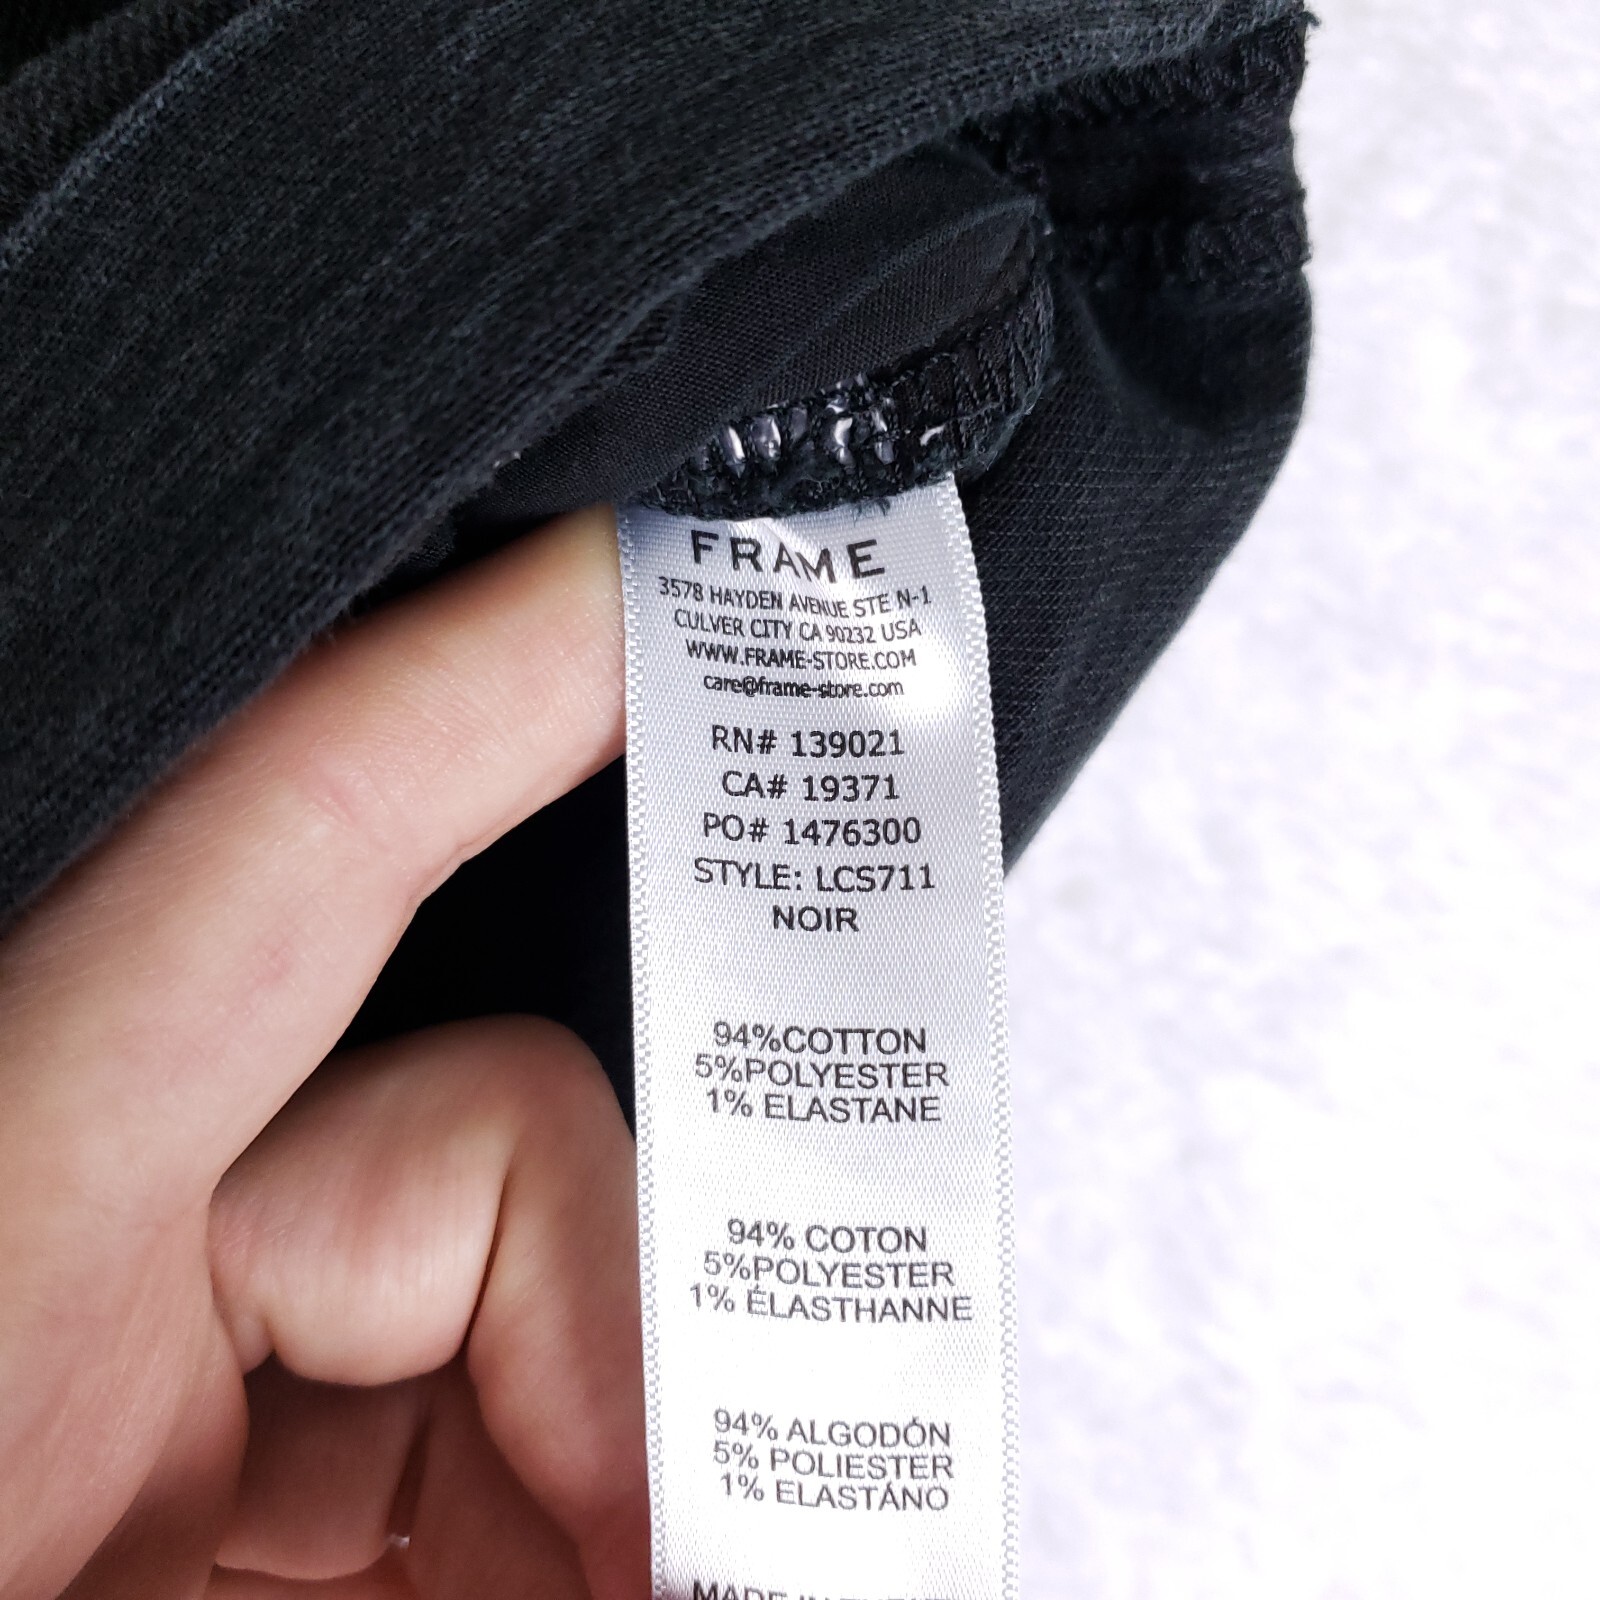 FRAME
3578 HAYDEN AVENUE STE N-1
CULVER CITY CA 90232 USA
WWW.FRAME-STORE.COM
care@frame-store.com
RN# 139021
CA# 19371
PO# 1476300
STYLE: LCS711
NOIR
94%COTTON
5%POLYESTER
1% ELASTANE
94% COTON
5%POLYESTER
1% ÉLASTHANNE
94% ALGODÓN
5% POLIESTER
1% ELASTÁNO
MADE IN